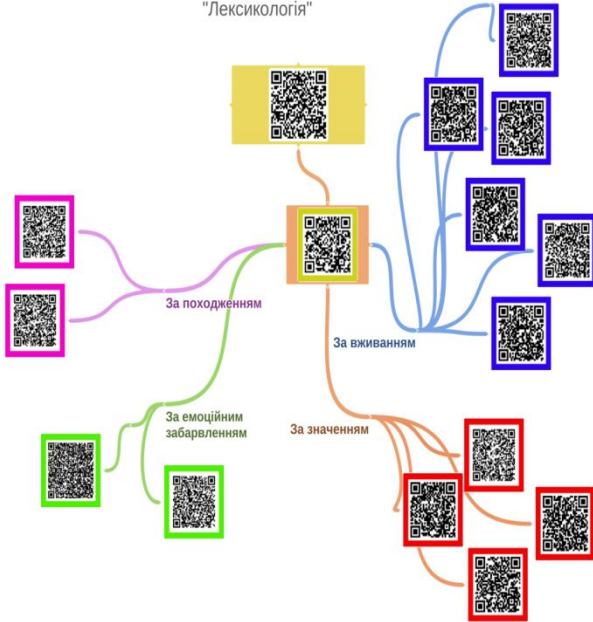 "Лексикологія"
За походженням
За вживанням
За емоційним
забарвленням
За значенням